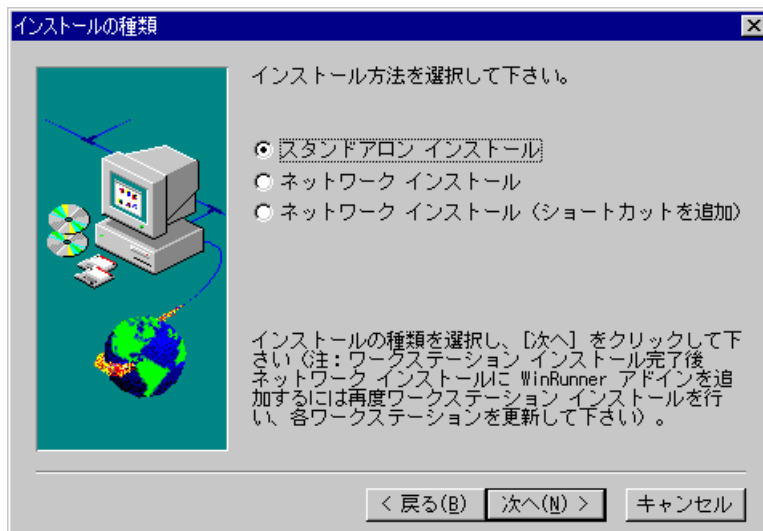 インストールの種類
インストール方法を選択して下さい。
スタンドアロン インストール
ネットワーク インストール
ネットワーク インストール（ショートカットを追加）
インストールの種類を選択し、［次へ］をクリックして下
さい（注：ワークステーション インストール完了後
ネットワーク インストールに WinRunner アドインを追
加するには再度ワークステーション インストールを行
い、各ワークステーションを更新して下さい）。
< 戻る(B)
次へ(N) >
キャンセル